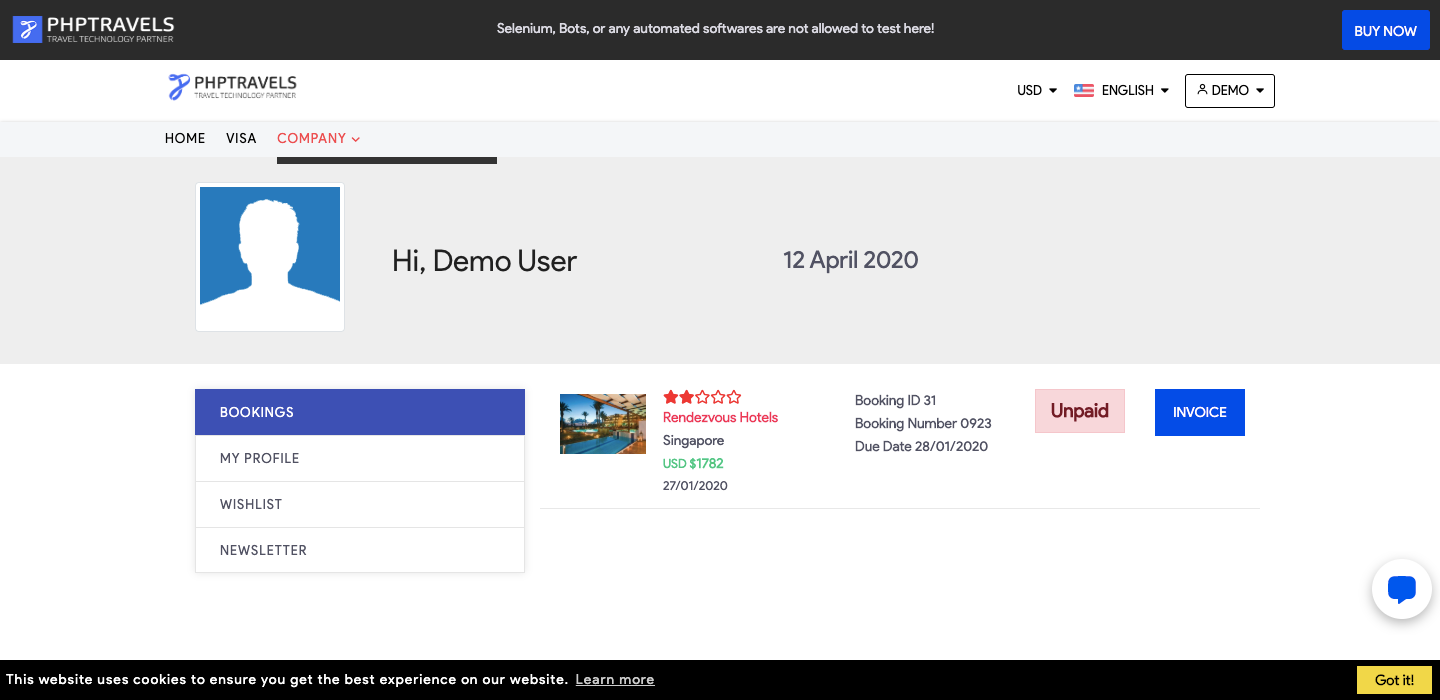 PHPTRAVELS
TRAVEL TECHNOLOGY PARTNER
Selenium, Bots, or any automated softwares are not allowed to test here!
BUY NOW
PHPTRAVELS
TRAVEL TECHNOLOGY PARTNER
USD
ENGLISH
DEMO
HOME
VISA
COMPANY
Hi, Demo User
12 April 2020
BOOKINGS
MY PROFILE
WISHLIST
NEWSLETTER
Rendezvous Hotels
Singapore
USD $1782
27/01/2020
Booking ID 31
Booking Number 0923
Due Date 28/01/2020
Unpaid
INVOICE
This website uses cookies to ensure you get the best experience on our website. Learn more
Got it!